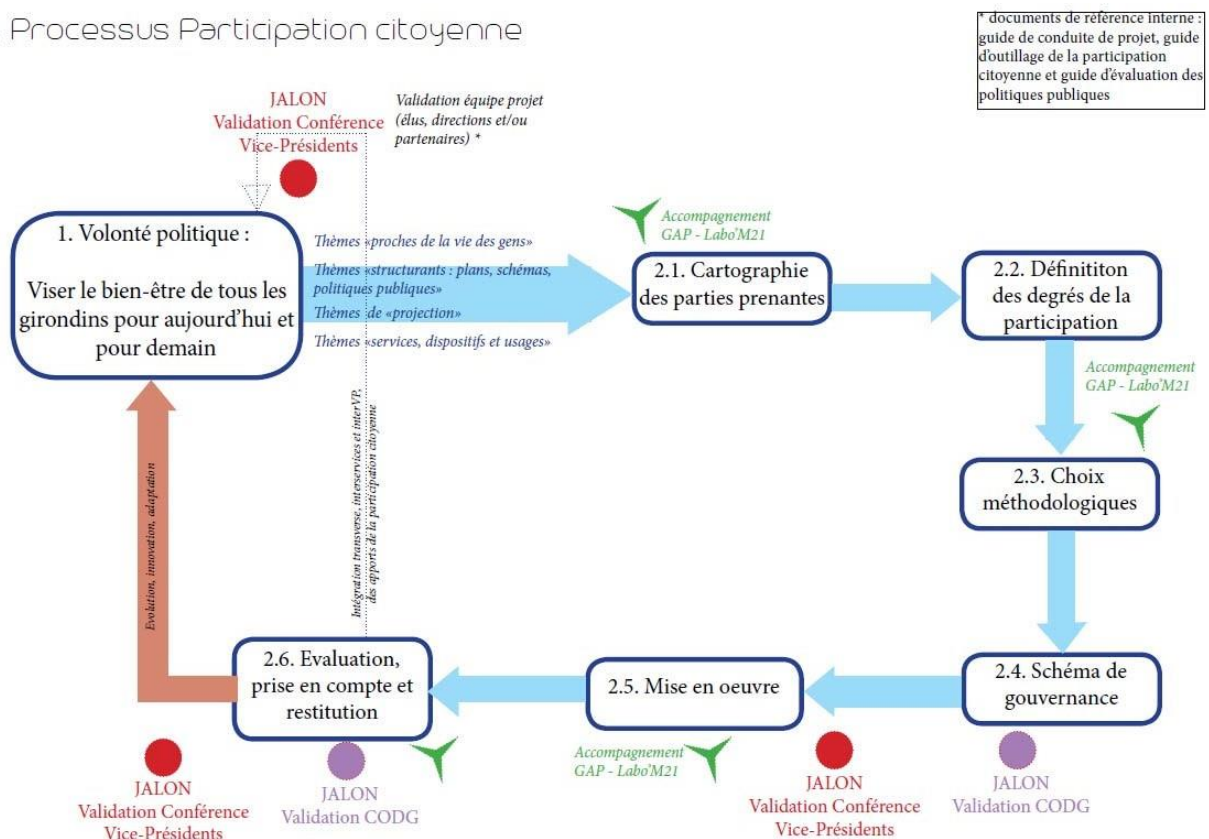 Processus Participation citoyenne
* documents de référence interne :
guide de conduite de projet, guide
d'outillage de la participation
citoyenne et guide d'évaluation des
politiques publiques
JALON
Validation Conférence
Vice-Présidents
Validation équipe projet
(élus, directions et/ou
partenaires) *
1. Volonté politique :
Viser le bien-être de tous les
girondins pour aujourd'hui et
pour demain
Thèmes «proches de la vie des gens»
Thèmes «structurants : plans, schémas,
politiques publiques»
Thèmes de «projection»
Thèmes «services, dispositifs et usages»
Accompagnement
GAP - Labo'M21
2.1. Cartographie
des parties prenantes
2.2. Définititon
des degrés de la
participation
Accompagnement
GAP - Labo'M21
2.3. Choix
méthodologiques
Evolution, innovation, adaptation
Intégration transverse, interservices et interVP,
des apports de la participation citoyenne
2.6. Evaluation,
prise en compte et
restitution
2.5. Mise en oeuvre
2.4. Schéma de
gouvernance
JALON
Validation Conférence
Vice-Présidents
JALON
Validation CODG
Accompagnement
GAP - Labo'M21
JALON
Validation Conférence
Vice-Présidents
JALON
Validation CODG